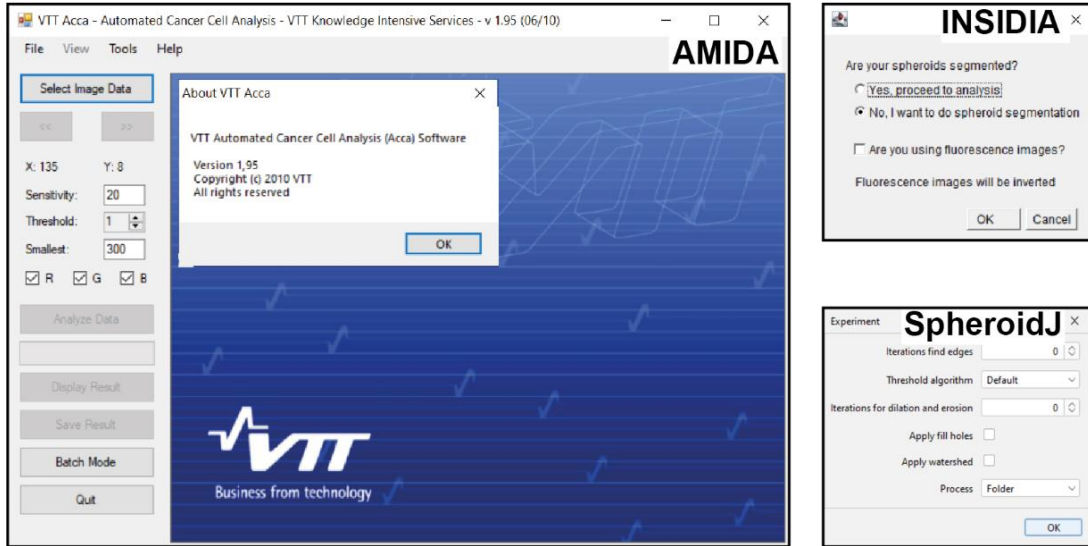 VTT Acca - Automated Cancer Cell Analysis - VTT Knowledge Intensive Services - v 1.95 (06/10)
File View Tools Help
AMIDA
Select Image Data
<< >>
X: 135 Y: 8
Sensitivity: 20
Threshold: 1
Smallest: 300
R G B
Analyze Data
Display Result
Save Result
Batch Mode
Quit
About VTT Acca
VTT Automated Cancer Cell Analysis (Acca) Software
Version 1,95
Copyright (c) 2010 VTT
All rights reserved
OK
VTT
Business from technology
INSIDIA
Are your spheroids segmented?
Yes, proceed to analysis
No, I want to do spheroid segmentation
Are you using fluorescence images?
Fluorescence images will be inverted
OK Cancel
Experiment
SpheroidJ
Iterations find edges 0
Threshold algorithm Default
Iterations for dilation and erosion 0
Apply fill holes
Apply watershed
Process Folder
OK